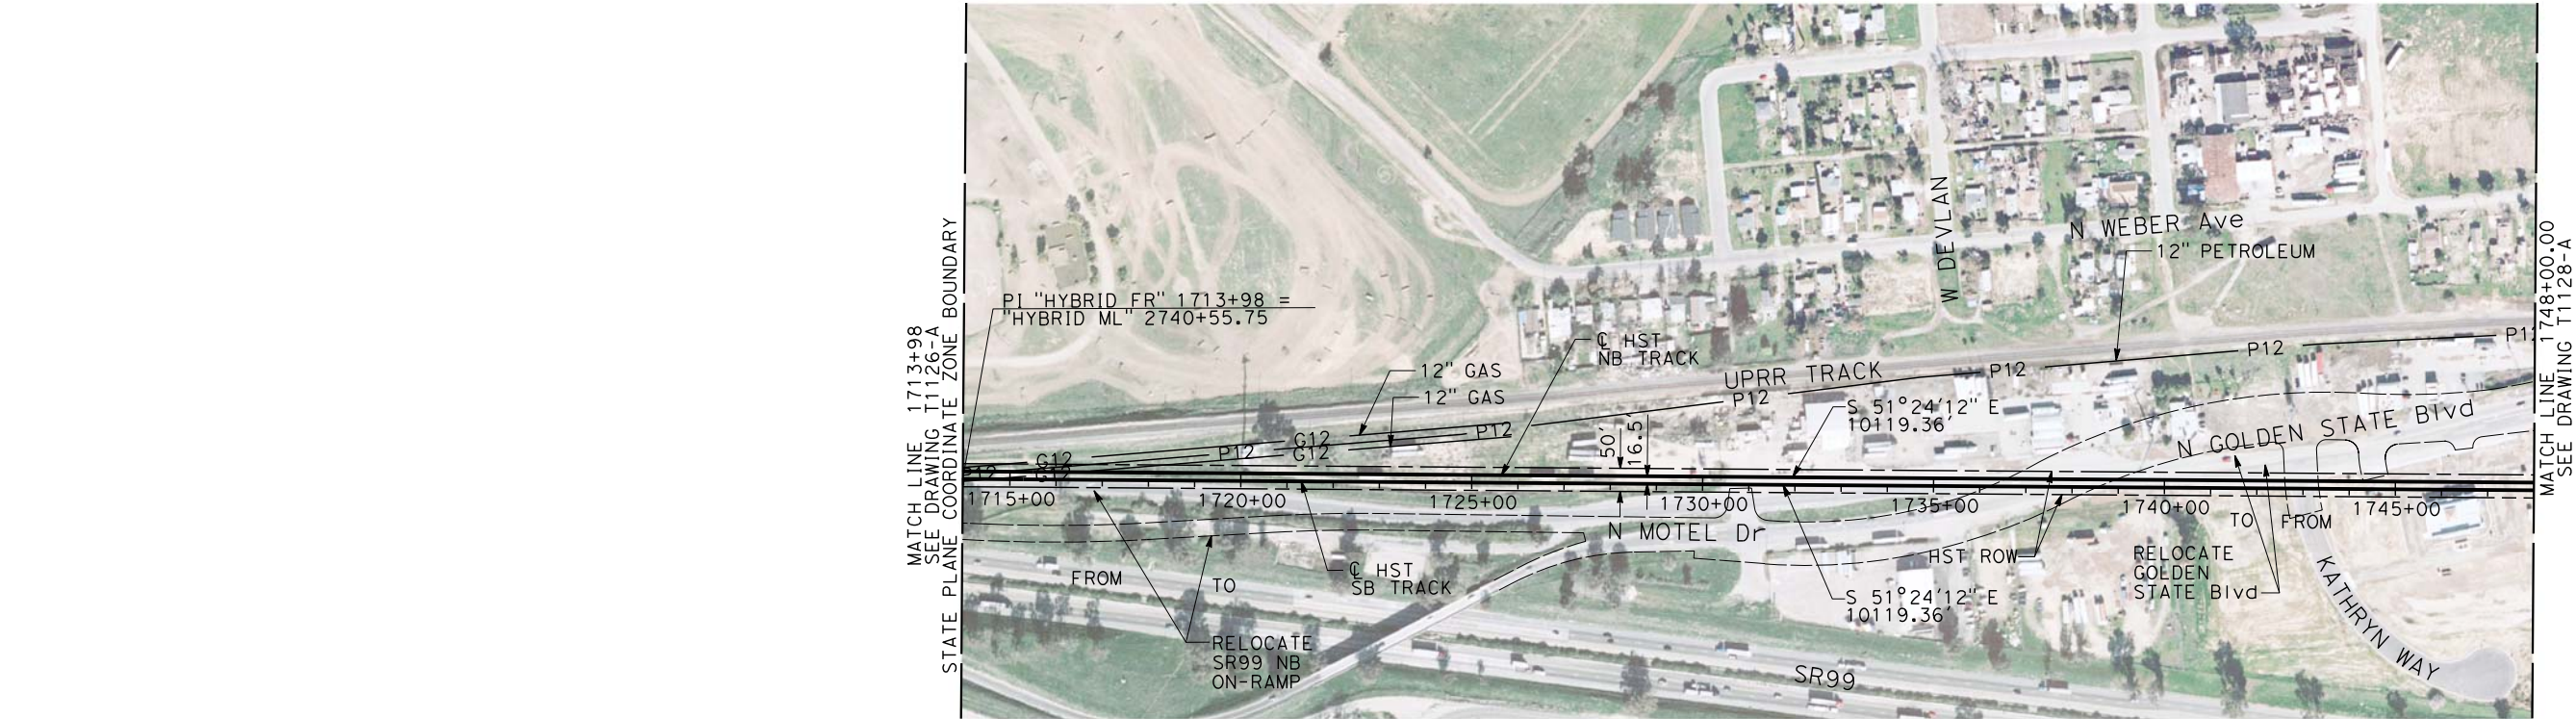 MATCH LINE 1713+98
SEE DRAWING T1126-A
STATE PLANE COORDINATE ZONE BOUNDARY
PI "HYBRID FR" 1713+98 =
"HYBRID ML" 2740+55.75
W DEVLAN
N WEBER Ave
12" PETROLEUM
℄ HST
NB TRACK
12" GAS
12" GAS
UPRR TRACK
P12
P12
P12
P12
S 51°24'12" E
10119.36'
N GOLDEN STATE Blvd
50'
16.5'
G12
P12
G12
P12
G12
P12
G12
1715+00
1720+00
1725+00
1730+00
1735+00
1740+00
1745+00
N MOTEL Dr
TO
FROM
HST ROW
RELOCATE
GOLDEN
STATE Blvd
FROM
TO
℄ HST
SB TRACK
S 51°24'12" E
10119.36'
KATHRYN WAY
RELOCATE
SR99 NB
ON-RAMP
SR99
MATCH LINE 1748+00.00
SEE DRAWING T1128-A